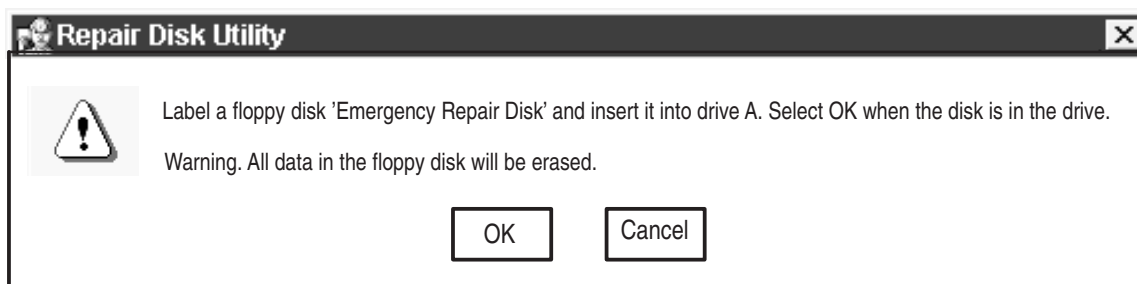 Repair Disk Utility
Label a floppy disk ’Emergency Repair Disk’ and insert it into drive A. Select OK when the disk is in the drive.
Warning. All data in the floppy disk will be erased.
OK
Cancel